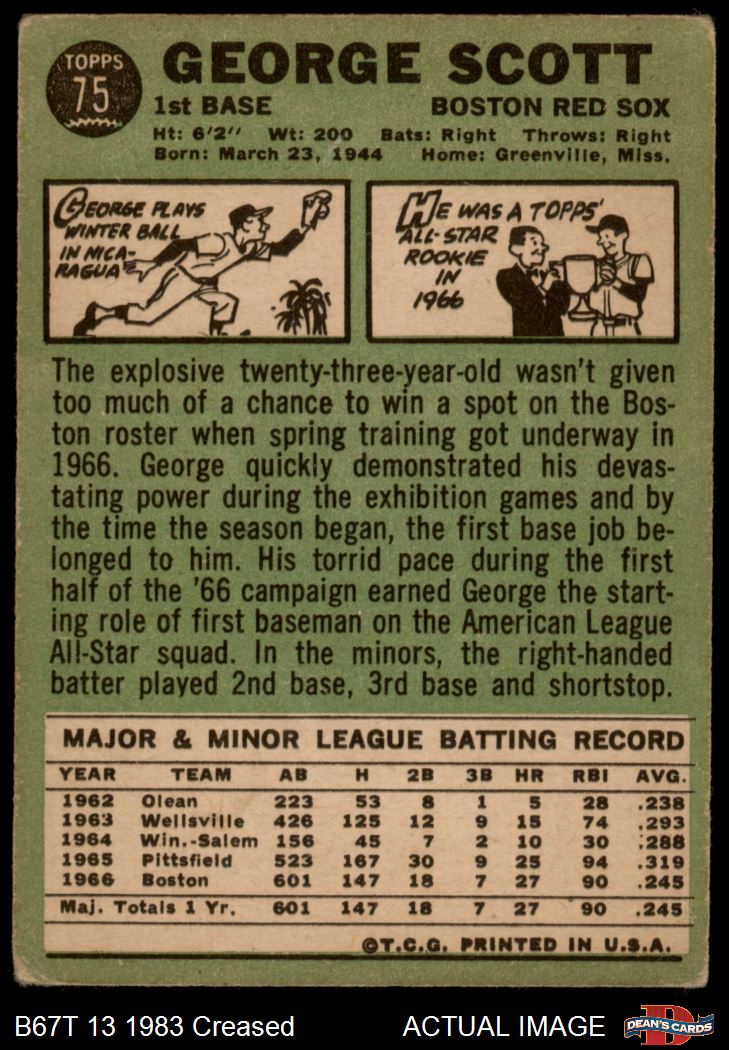 TOPPS
75
GEORGE SCOTT
1st BASE BOSTON RED SOX
Ht: 6'2" Wt: 200 Bats: Right Throws: Right
Born: March 23, 1944 Home: Greenville, Miss.
GEORGE PLAYS
WINTER BALL
IN NICA-
RAGUA
HE WAS A TOPPS'
ALL-STAR
ROOKIE
IN
1966
The explosive twenty-three-year-old wasn't given
too much of a chance to win a spot on the Bos-
ton roster when spring training got underway in
1966. George quickly demonstrated his devas-
tating power during the exhibition games and by
the time the season began, the first base job be-
longed to him. His torrid pace during the first
half of the '66 campaign earned George the start-
ing role of first baseman on the American League
All-Star squad. In the minors, the right-handed
batter played 2nd base, 3rd base and shortstop.
MAJOR & MINOR LEAGUE BATTING RECORD
YEAR TEAM AB H 2B 3B HR RBI AVG.
1962 Olean 223 53 8 1 5 28 .238
1963 Wellsville 426 125 12 9 15 74 .293
1964 Win.-Salem 156 45 7 2 10 30 .288
1965 Pittsfield 523 167 30 9 25 94 .319
1966 Boston 601 147 18 7 27 90 .245
Maj. Totals 1 Yr. 601 147 18 7 27 90 .245
©T.C.G. PRINTED IN U.S.A.
B67T 13 1983 Creased ACTUAL IMAGE
DEAN'S CARDS